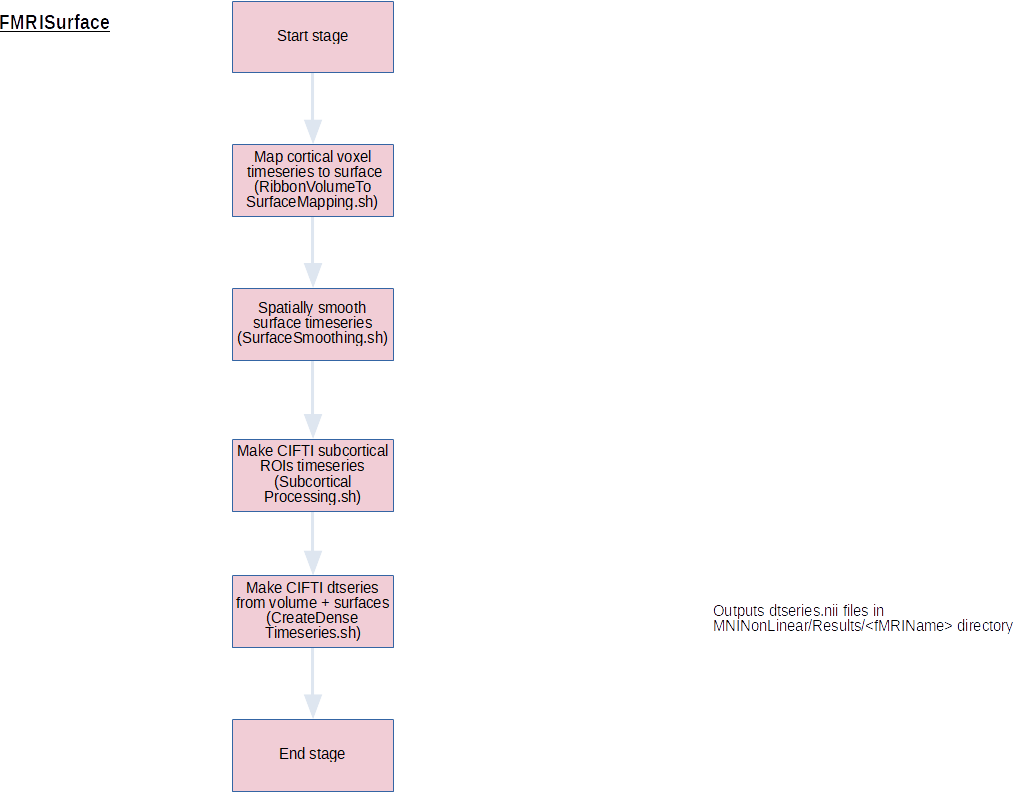 FMRISurface
Start stage
Map cortical voxel
timeseries to surface
(RibbonVolumeTo
SurfaceMapping.sh)
Spatially smooth
surface timeseries
(SurfaceSmoothing.sh)
Make CIFTI subcortical
ROIs timeseries
(Subcortical
Processing.sh)
Make CIFTI dtseries
from volume + surfaces
(CreateDense
Timeseries.sh)
Outputs dtseries.nii files in
MNINonLinear/Results/<fMRIName> directory
End stage